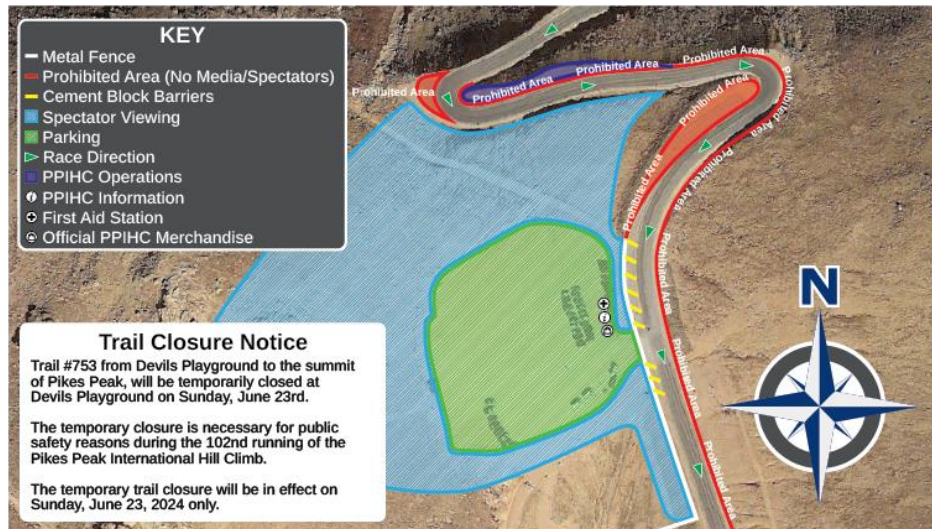 KEY
Metal Fence
Prohibited Area (No Media/Spectators)
Cement Block Barriers
Spectator Viewing
Parking
Race Direction
PPIHC Operations
PPIHC Information
First Aid Station
Official PPIHC Merchandise
Prohibited Area
Prohibited Area
Prohibited Area
Prohibited Area
Prohibited Area
Prohibited Area
Prohibited Area
Prohibited Area
Prohibited Area
Prohibited Area
Prohibited Area
N
Trail Closure Notice
Trail #753 from Devils Playground to the summit
of Pikes Peak, will be temporarily closed at
Devils Playground on Sunday, June 23rd.
The temporary closure is necessary for public
safety reasons during the 102nd running of the
Pikes Peak International Hill Climb.
The temporary trail closure will be in effect on
Sunday, June 23, 2024 only.